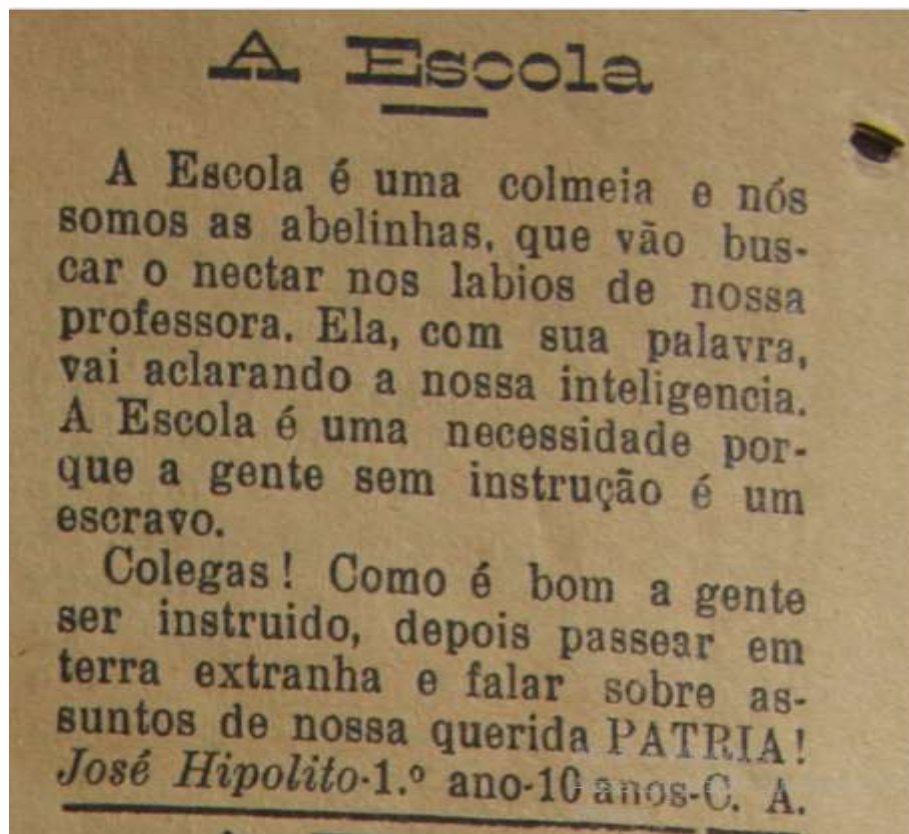 A Escola
A Escola é uma colmeia e nós
somos as abelinhas, que vão bus-
car o nectar nos labios de nossa
professora. Ela, com sua palavra,
vai aclarando a nossa inteligencia.
A Escola é uma necessidade por-
que a gente sem instrução é um
escravo.
Colegas! Como é bom a gente
ser instruido, depois passear em
terra extranha e falar sobre as-
suntos de nossa querida PATRIA!
José Hipolito-1.º ano-10 anos-C. A.